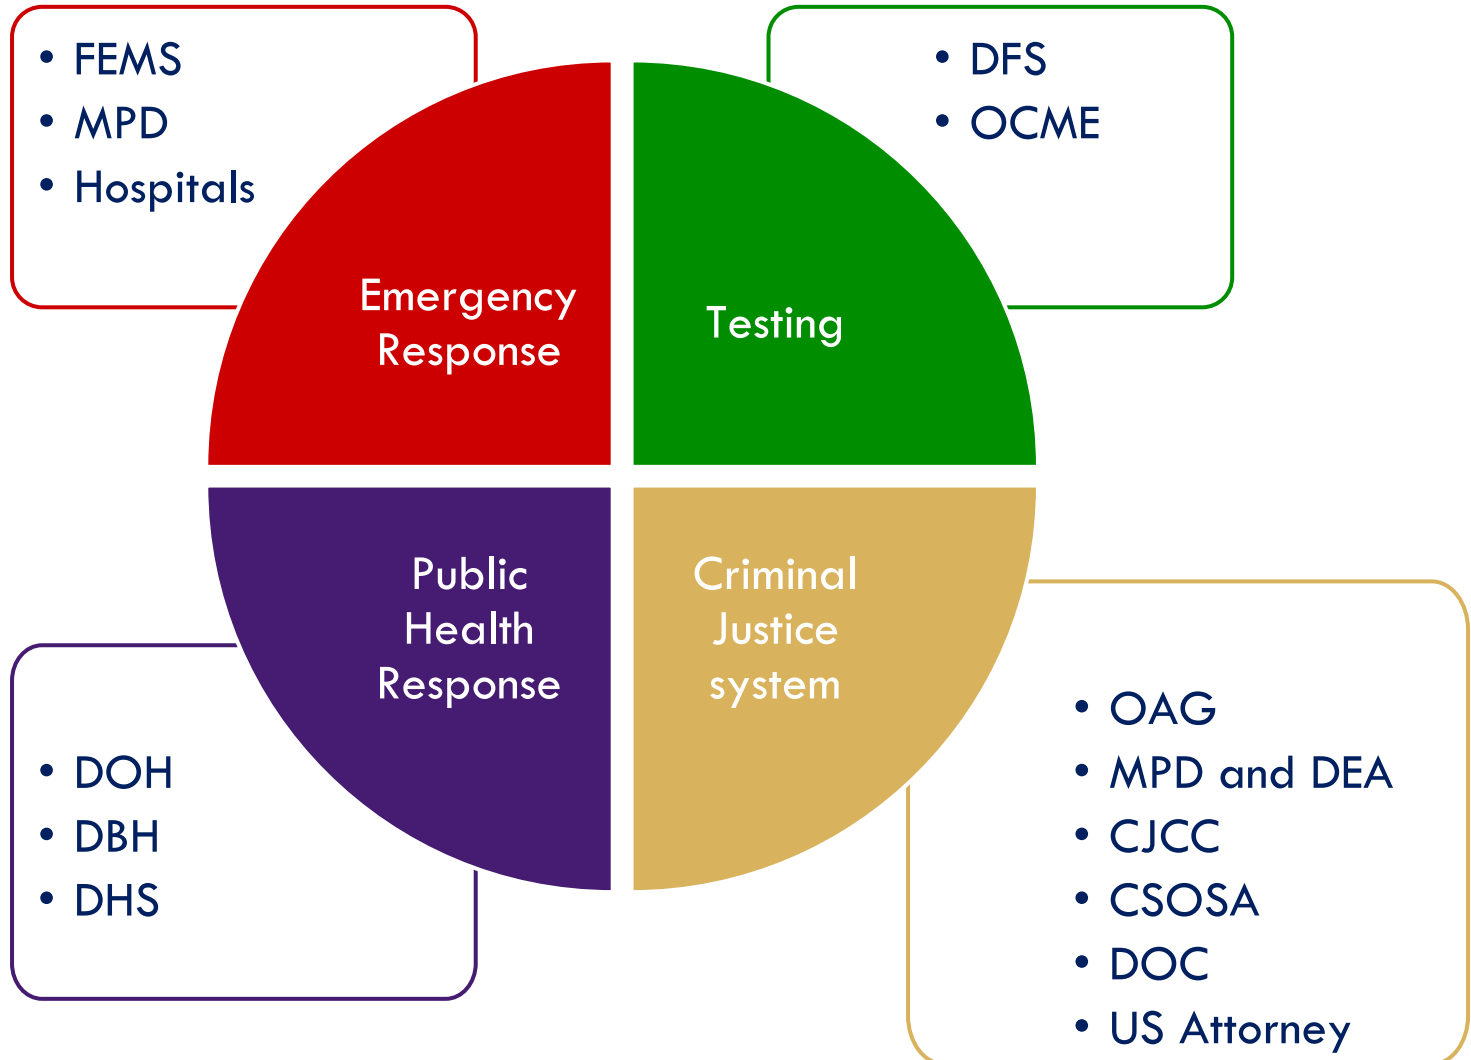 • FEMS
• MPD
• Hospitals
Emergency
Response
• DFS
• OCME
Testing
Public
Health
Response
• DOH
• DBH
• DHS
Criminal
Justice
system
• OAG
• MPD and DEA
• CJCC
• CSOSA
• DOC
• US Attorney